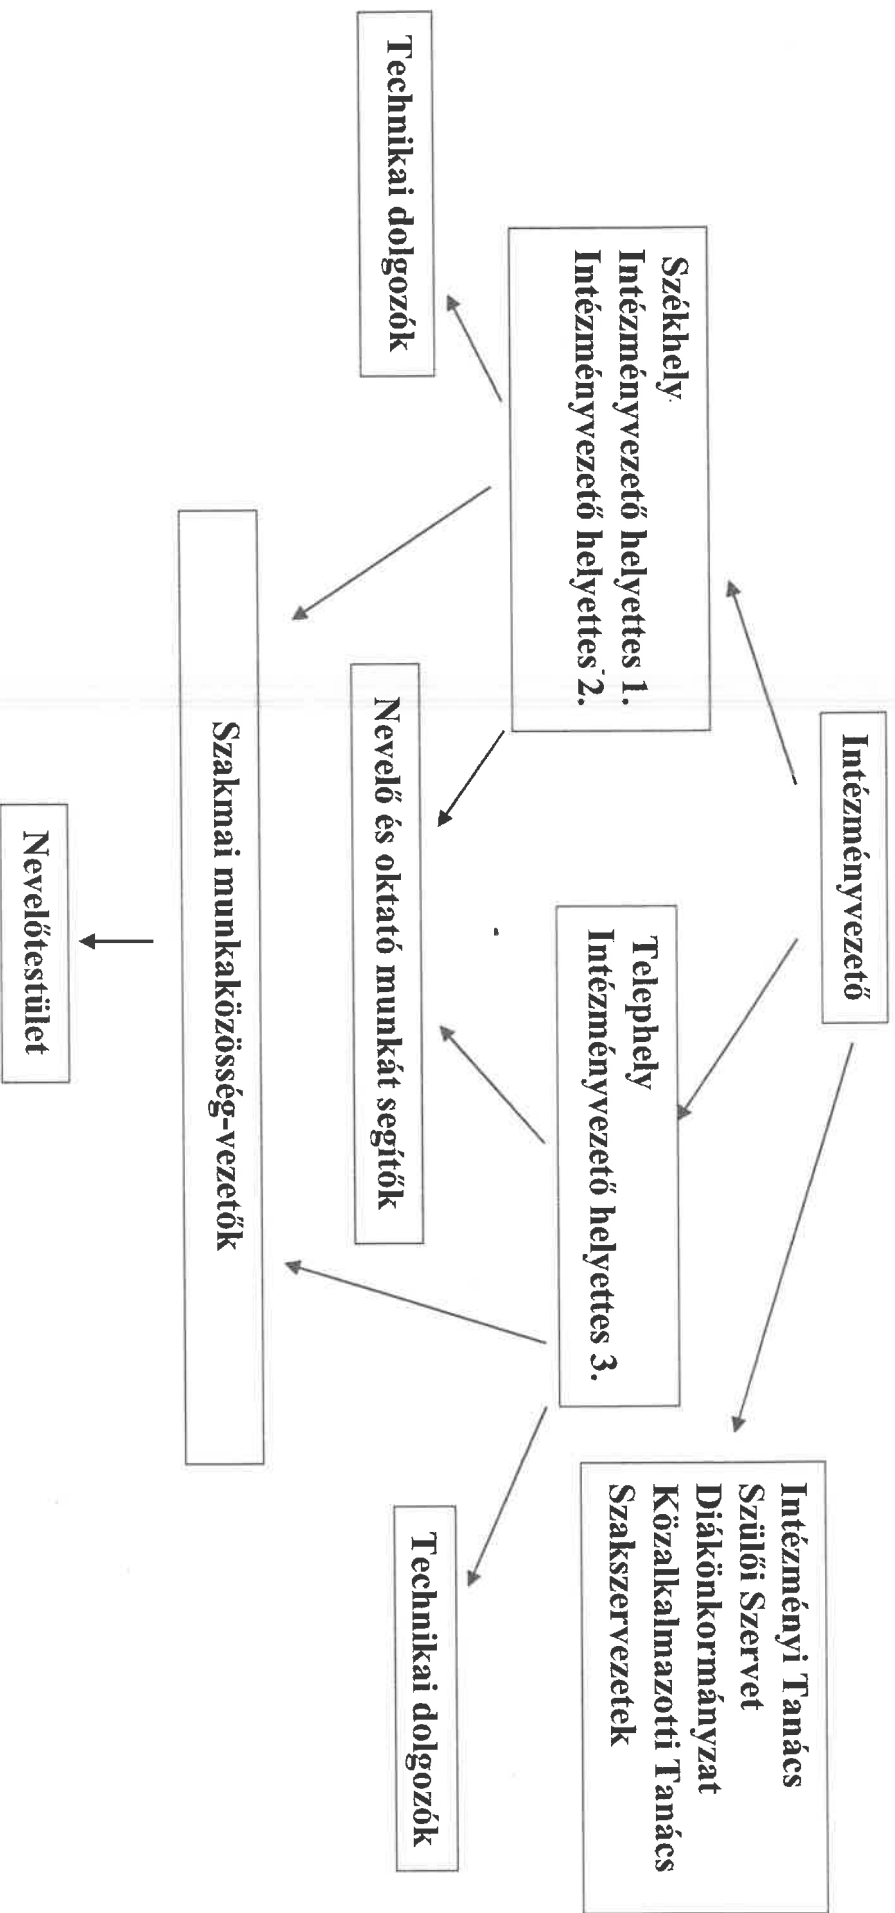 Intézményvezető
Székhely
Intézményvezető helyettes 1.
Intézményvezető helyettes 2.
Telephely
Intézményvezető helyettes 3.
Intézményi Tanács
Szülői Szervet
Diákönkormányzat
Közalkalmazotti Tanács
Szakszervezetek
Technikai dolgozók
Nevelő és oktató munkát segítők
Technikai dolgozók
Szakmai munkaközösség-vezetők
Nevelőtestület